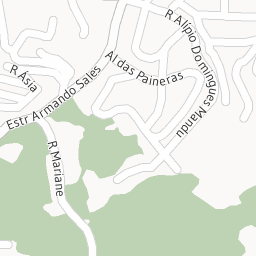 R Alípio Domingues Mandu
Al das Paineras
R Ásia
Estr Armando Sales
R Mariane